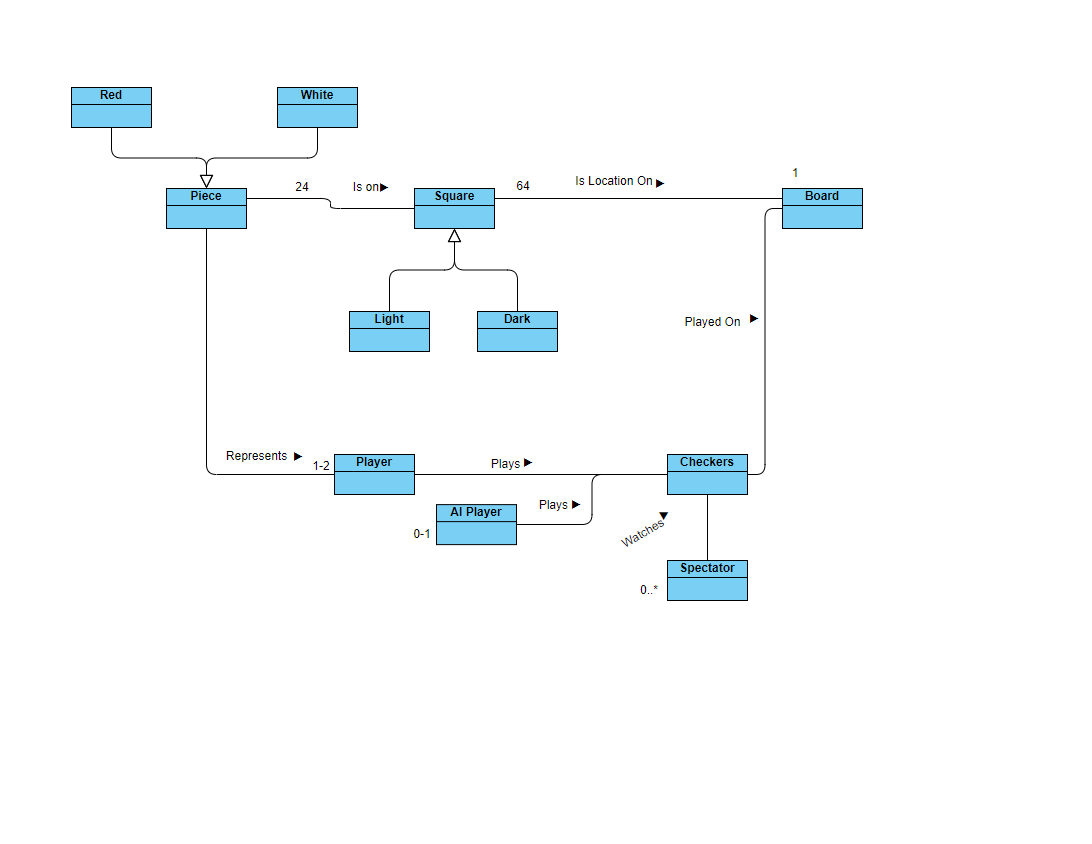 Red
White
1
Piece
24
Is on
Square
64
Is Location On
Board
Light
Dark
Played On
Represents
1-2
Player
Plays
Checkers
AI Player
Plays
0-1
Watches
Spectator
0..*